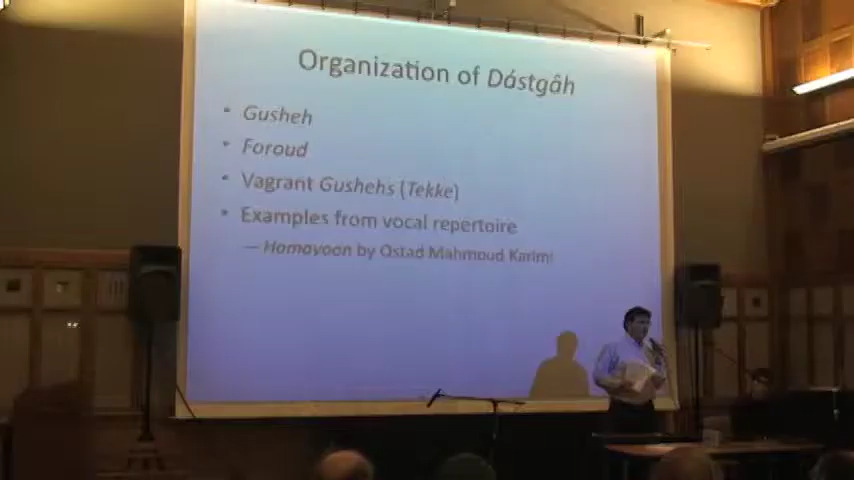 Organization of Dástgâh
• Gusheh
• Foroud
• Vagrant Gushehs (Tekke)
• Examples from vocal repertoire
— Homayoon by Ostad Mahmoud Karimi